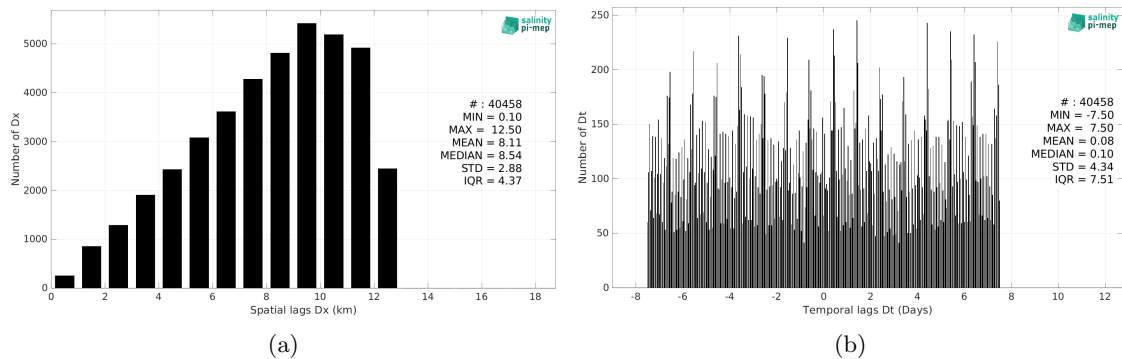 salinity
pi-mep
5000
4000
3000
2000
1000
0
Number of Dx
# : 40458
MIN = 0.10
MAX = 12.50
MEAN = 8.11
MEDIAN = 8.54
STD = 2.88
IQR = 4.37
0 2 4 6 8 10 12 14 16 18
Spatial lags Dx (km)
(a)
salinity
pi-mep
250
200
150
100
50
0
Number of Dt
# : 40458
MIN = -7.50
MAX = 7.50
MEAN = 0.08
MEDIAN = 0.10
STD = 4.34
IQR = 7.51
-8 -6 -4 -2 0 2 4 6 8 10 12
Temporal lags Dt (Days)
(b)